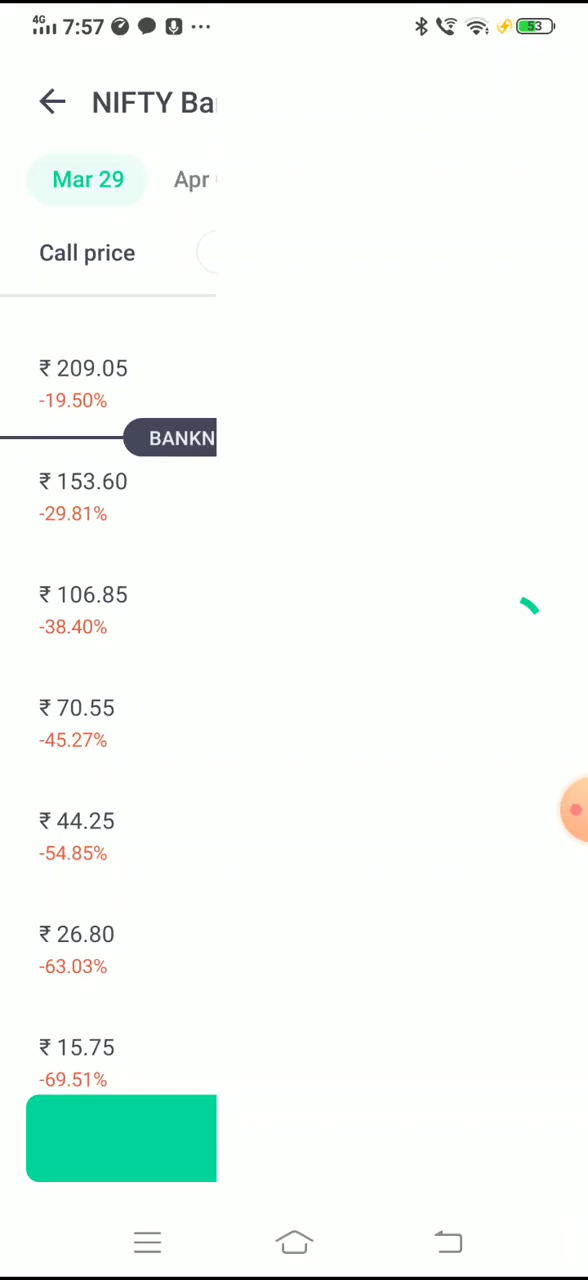 4G 7:57 53
NIFTY Ba
Mar 29 Apr
Call price
₹ 209.05
-19.50%
BANKN
₹ 153.60
-29.81%
₹ 106.85
-38.40%
₹ 70.55
-45.27%
₹ 44.25
-54.85%
₹ 26.80
-63.03%
₹ 15.75
-69.51%